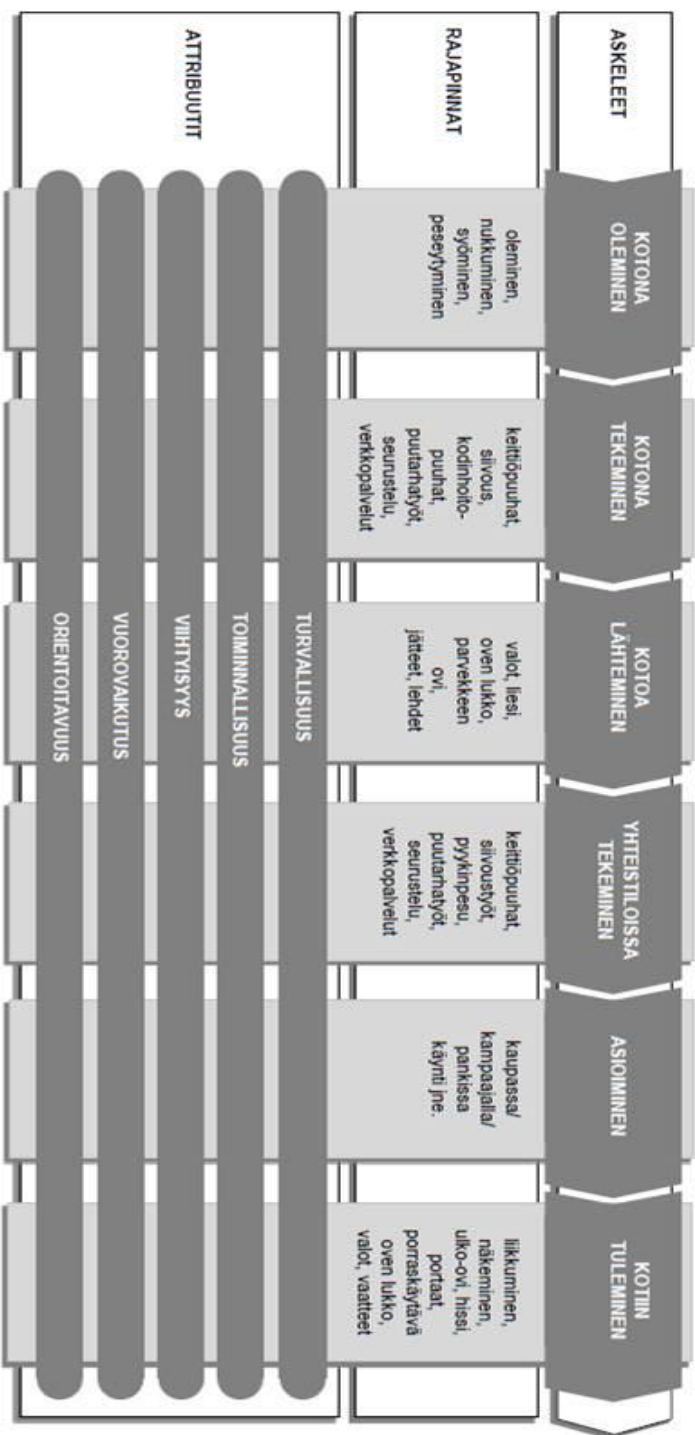 ASKELEET
KOTONA
OLEMINEN
KOTONA
TEKEMINEN
KOTOA
LÄHTEMINEN
YHTEISTILOISSA
TEKEMINEN
ASIOIMINEN
KOTIIN
TULEMINEN
RAJAPINNAT
oleminen,
nukkuminen,
syöminen,
peseytyminen
keittiöpuuhat,
siivous,
kodinhoito-
puuhat,
puutarhatyöt,
seurustelu,
verkkopalvelut
valot, liesi,
oven lukko,
parvekkeen
ovi,
jätteet, lehdet
keittiöpuuhat,
siivoustyöt,
pyykinpesu,
puutarhatyöt,
seurustelu,
verkkopalvelut
kaupassa/
kampaajalla/
pankissa
käynti jne.
liikkuminen,
näkeminen,
ulko-ovi, hissi,
portaat,
porraskäytävä
oven lukko,
valot, vaatteet
ATTRIBUUTIT
TURVALLISUUS
TOIMINNALLISUUS
VIIHTYISYYS
VUOROVAIKUTUS
ORIENTOITAVUUS